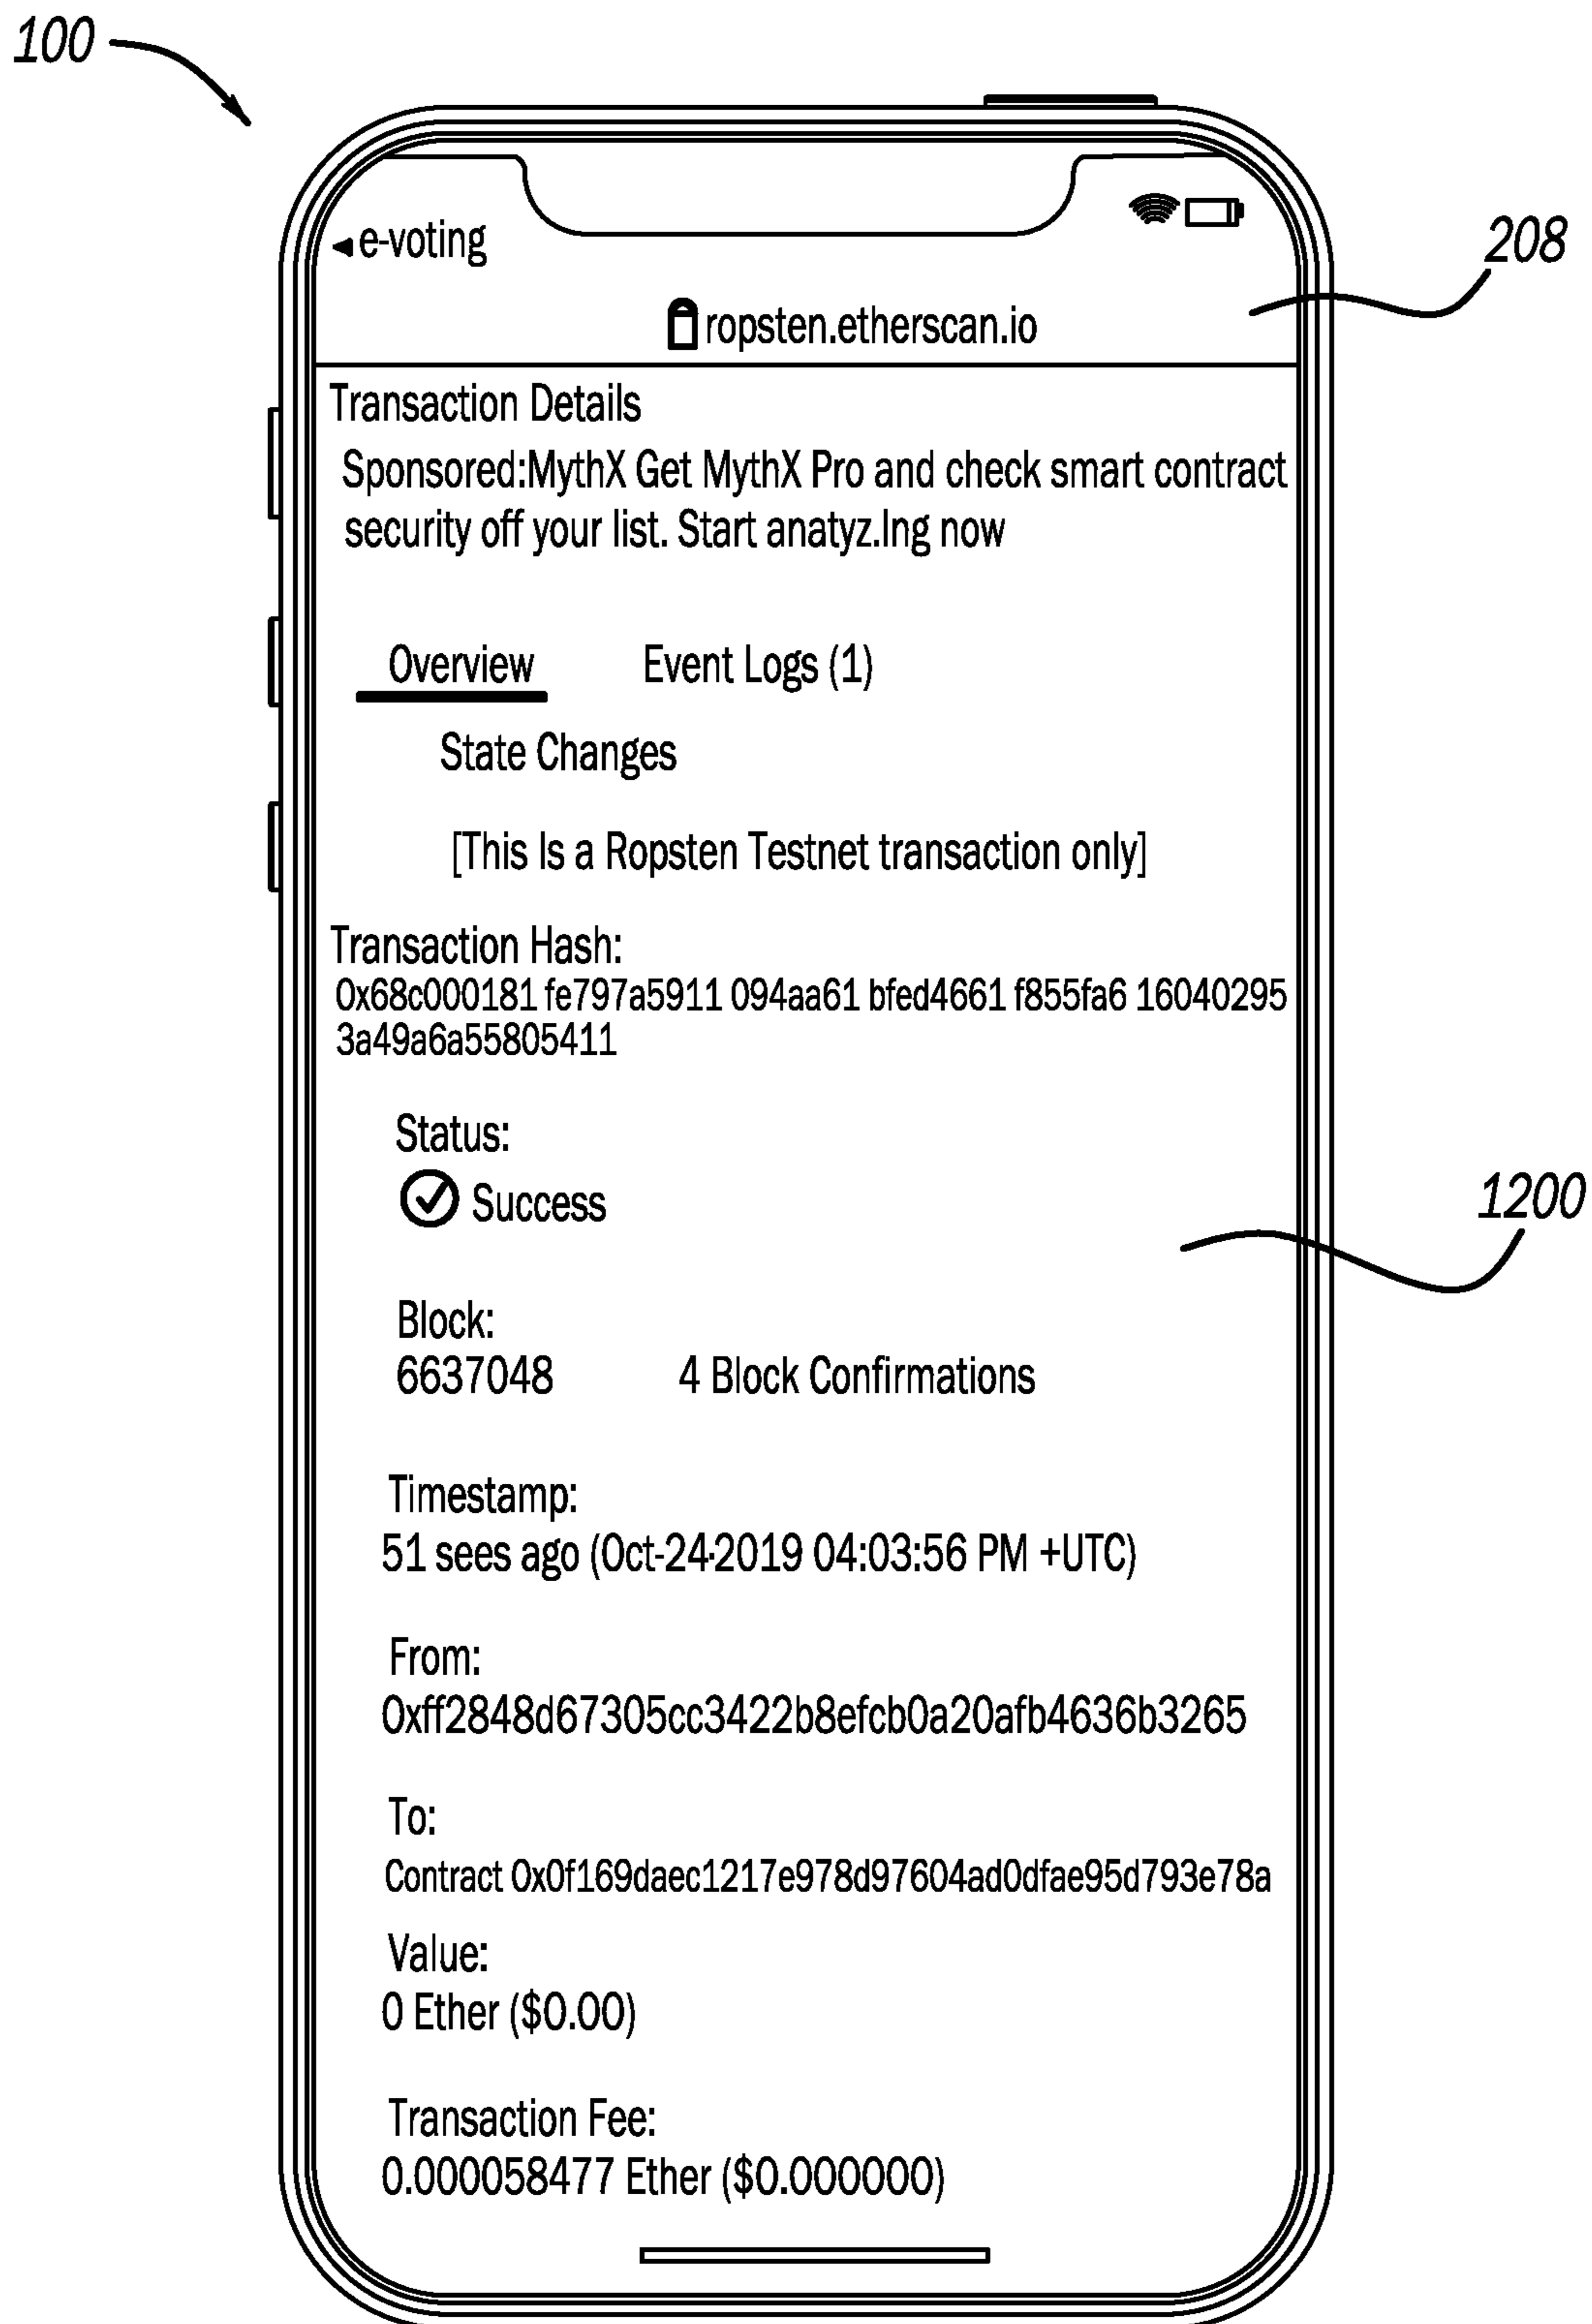 100
◄e-voting
208
ropsten.etherscan.io
Transaction Details
Sponsored:MythX Get MythX Pro and check smart contract
security off your list. Start anatyz.Ing now
Overview Event Logs (1)
State Changes
[This Is a Ropsten Testnet transaction only]
Transaction Hash:
0x68c000181 fe797a5911 094aa61 bfed4661 f855fa6 16040295
3a49a6a55805411
Status:
Success
1200
Block:
6637048 4 Block Confirmations
Timestamp:
51 sees ago (Oct-24-2019 04:03:56 PM +UTC)
From:
0xff2848d67305cc3422b8efcb0a20afb4636b3265
To:
Contract 0x0f169daec1217e978d97604ad0dfae95d793e78a
Value:
0 Ether ($0.00)
Transaction Fee:
0.000058477 Ether ($0.000000)